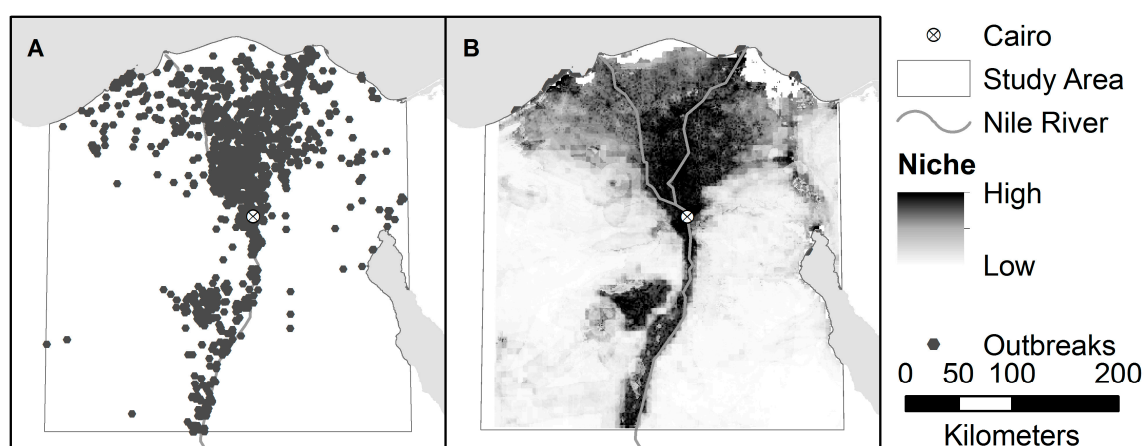 A
B
Cairo
Study Area
Nile River
Niche
High
Low
Outbreaks
0 50 100 200
Kilometers